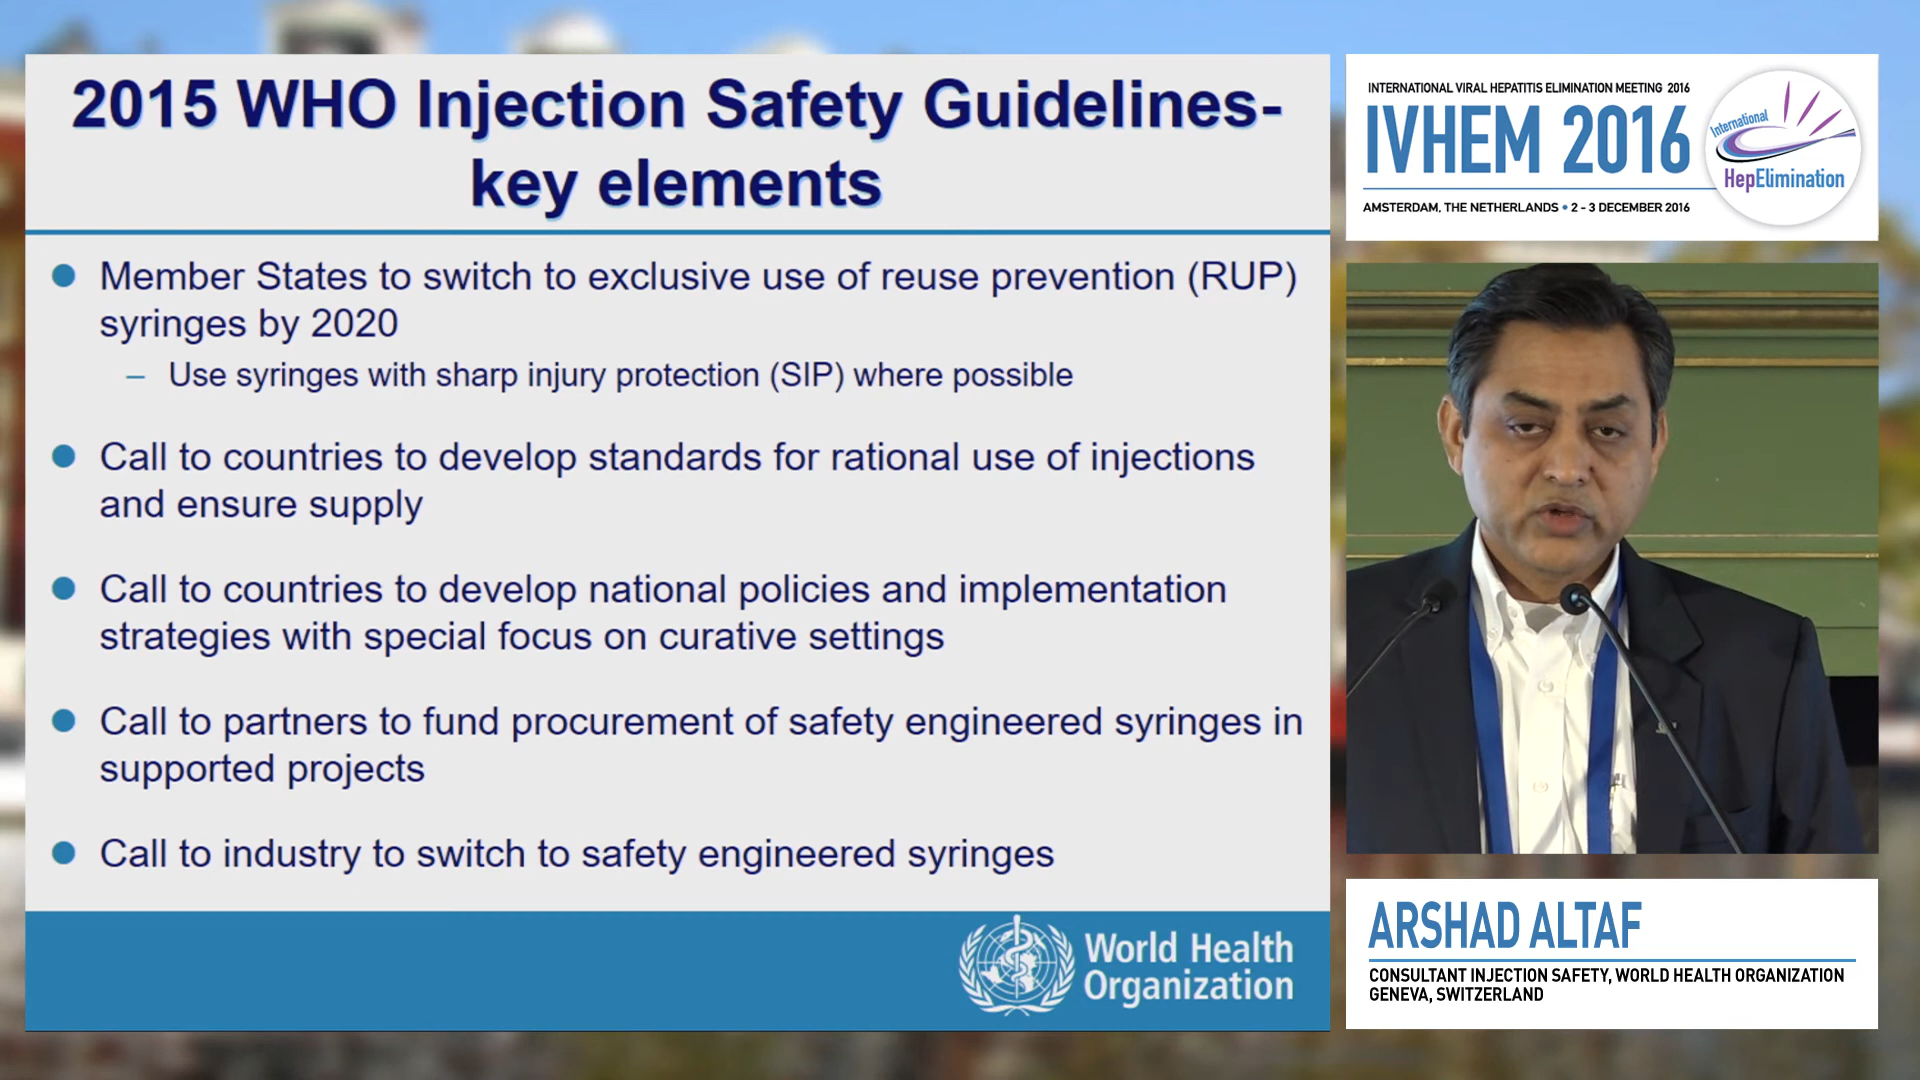 2015 WHO Injection Safety Guidelines-
key elements
● Member States to switch to exclusive use of reuse prevention (RUP)
syringes by 2020
– Use syringes with sharp injury protection (SIP) where possible
● Call to countries to develop standards for rational use of injections
and ensure supply
● Call to countries to develop national policies and implementation
strategies with special focus on curative settings
● Call to partners to fund procurement of safety engineered syringes in
supported projects
● Call to industry to switch to safety engineered syringes
World Health
Organization
INTERNATIONAL VIRAL HEPATITIS ELIMINATION MEETING 2016
IVHEM 2016
AMSTERDAM, THE NETHERLANDS • 2 - 3 DECEMBER 2016
International
HepElimination
ARSHAD ALTAF
CONSULTANT INJECTION SAFETY, WORLD HEALTH ORGANIZATION
GENEVA, SWITZERLAND